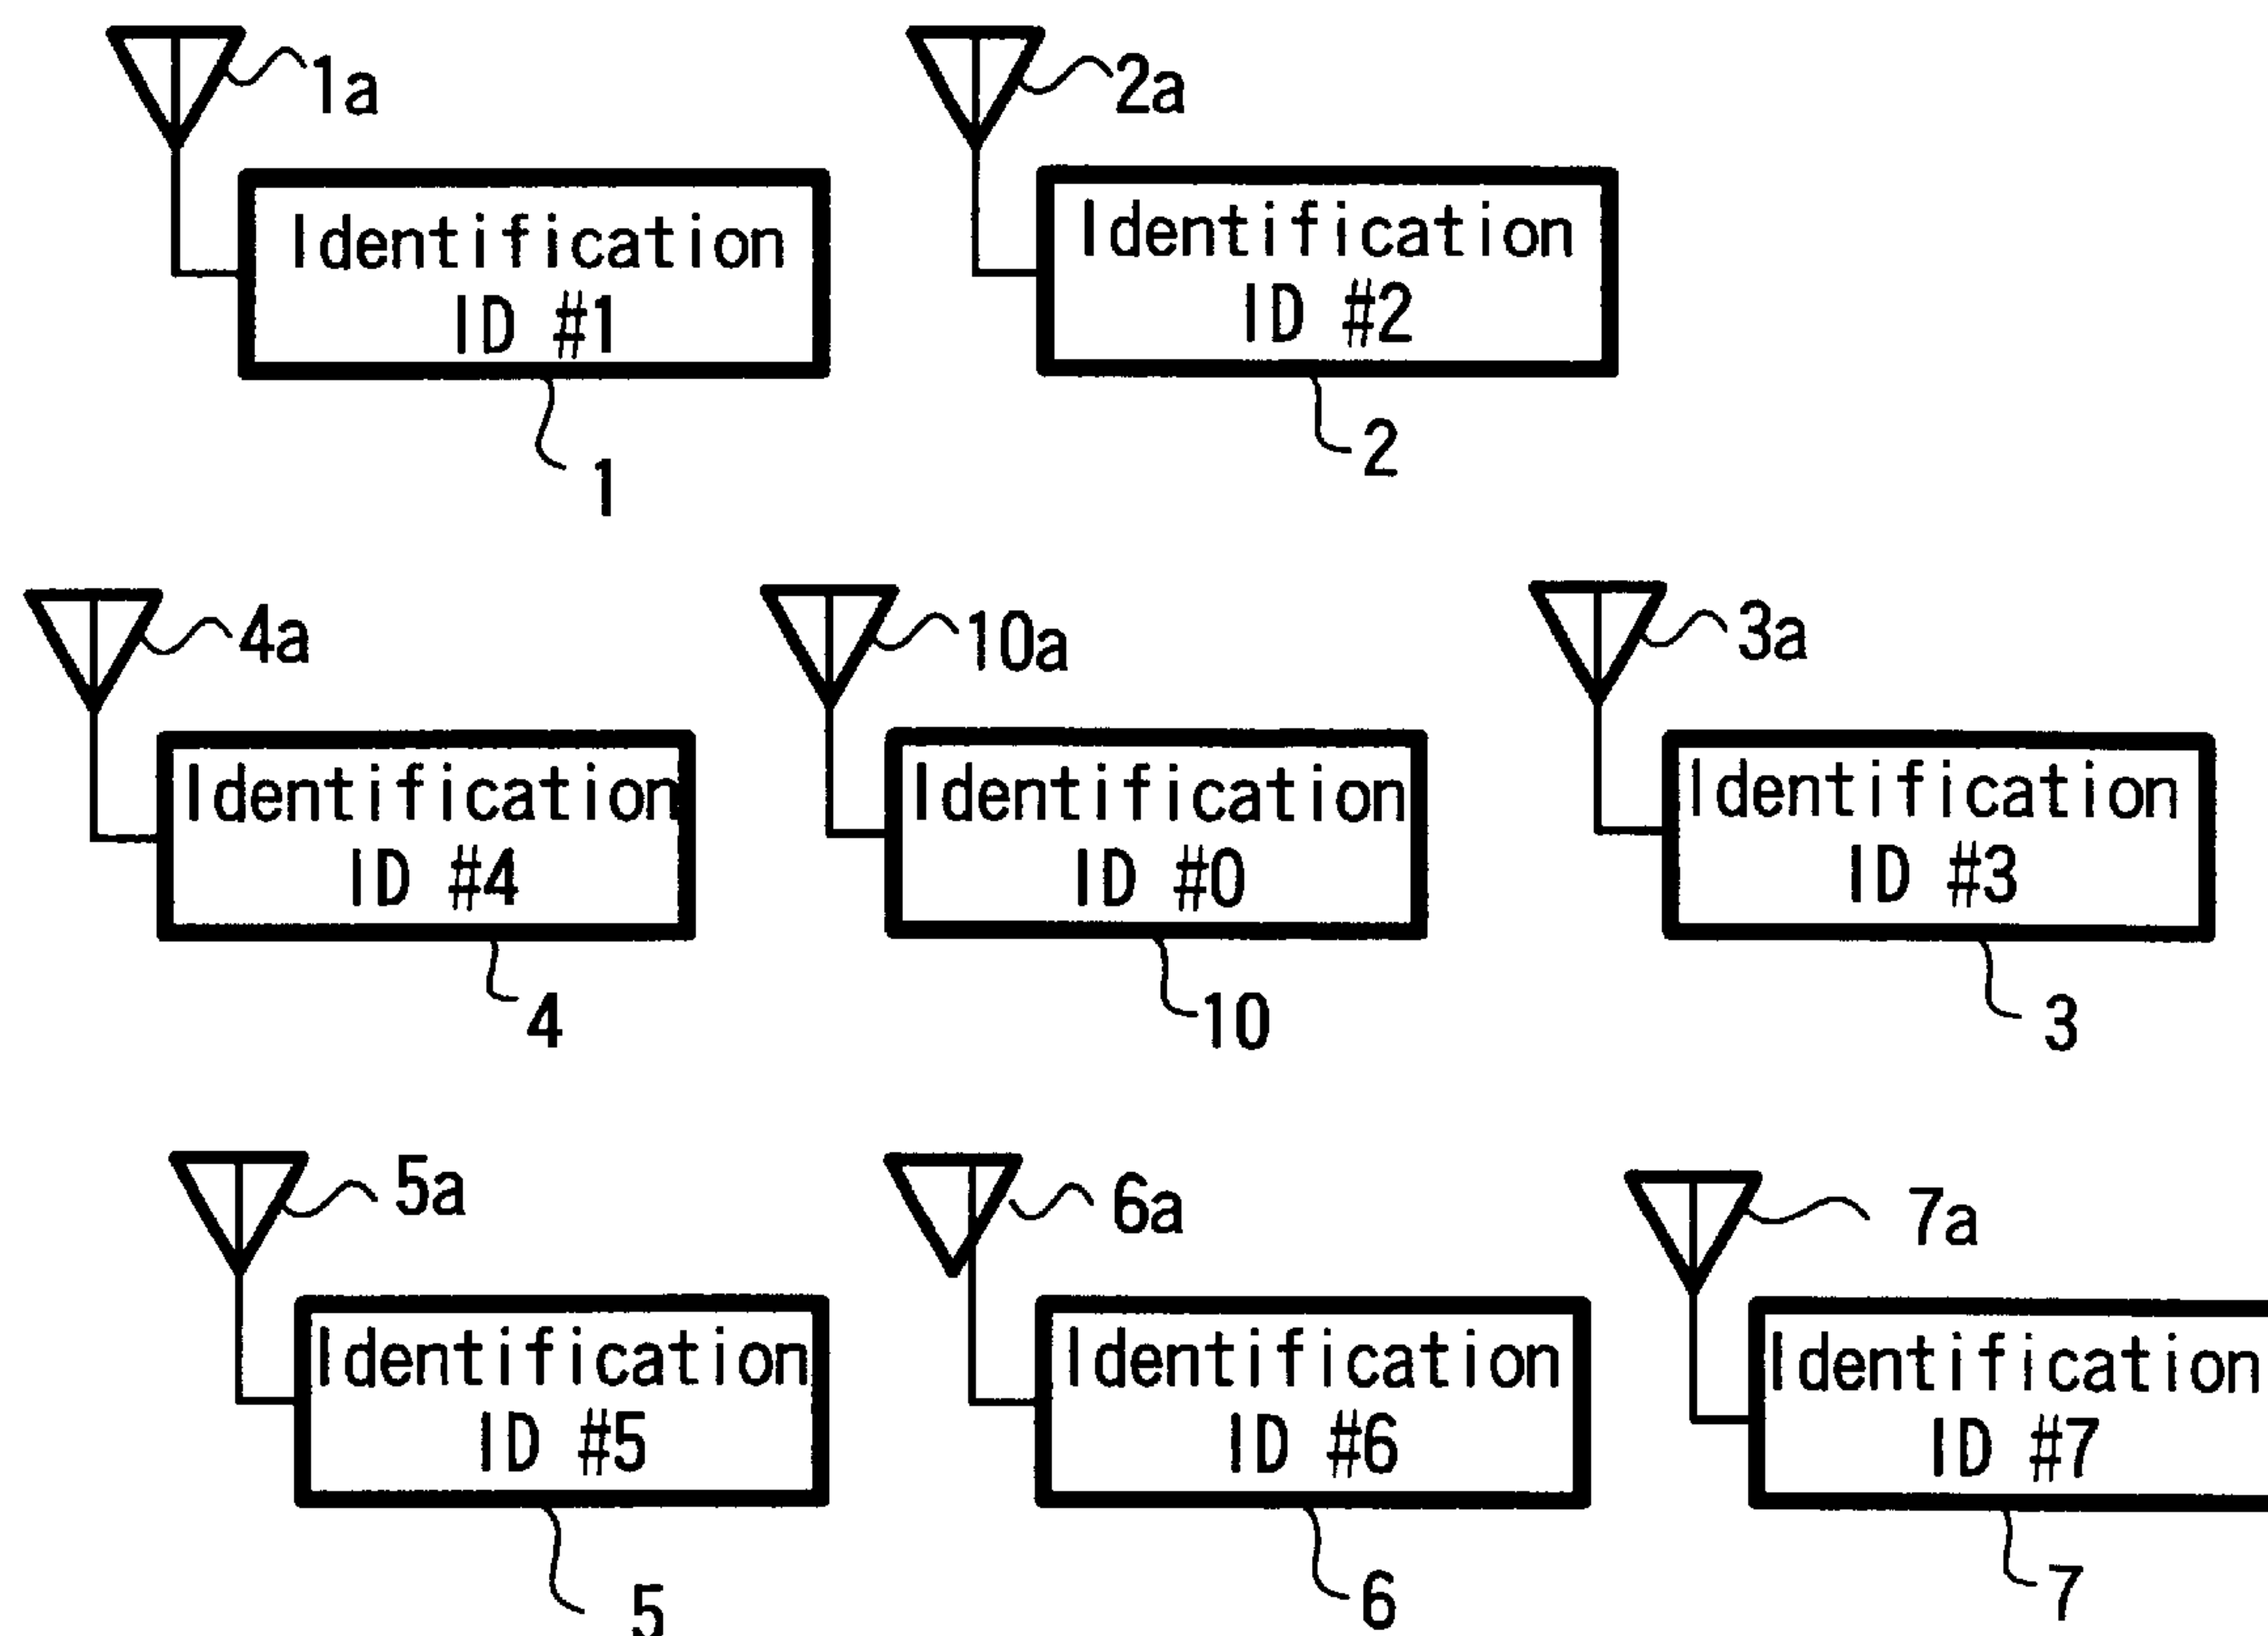 1a
2a
Identification
ID #1
Identification
ID #2
1
2
4a
10a
3a
Identification
ID #4
Identification
ID #0
Identification
ID #3
4
10
3
5a
6a
7a
Identification
ID #5
Identification
ID #6
Identification
ID #7
5
6
7